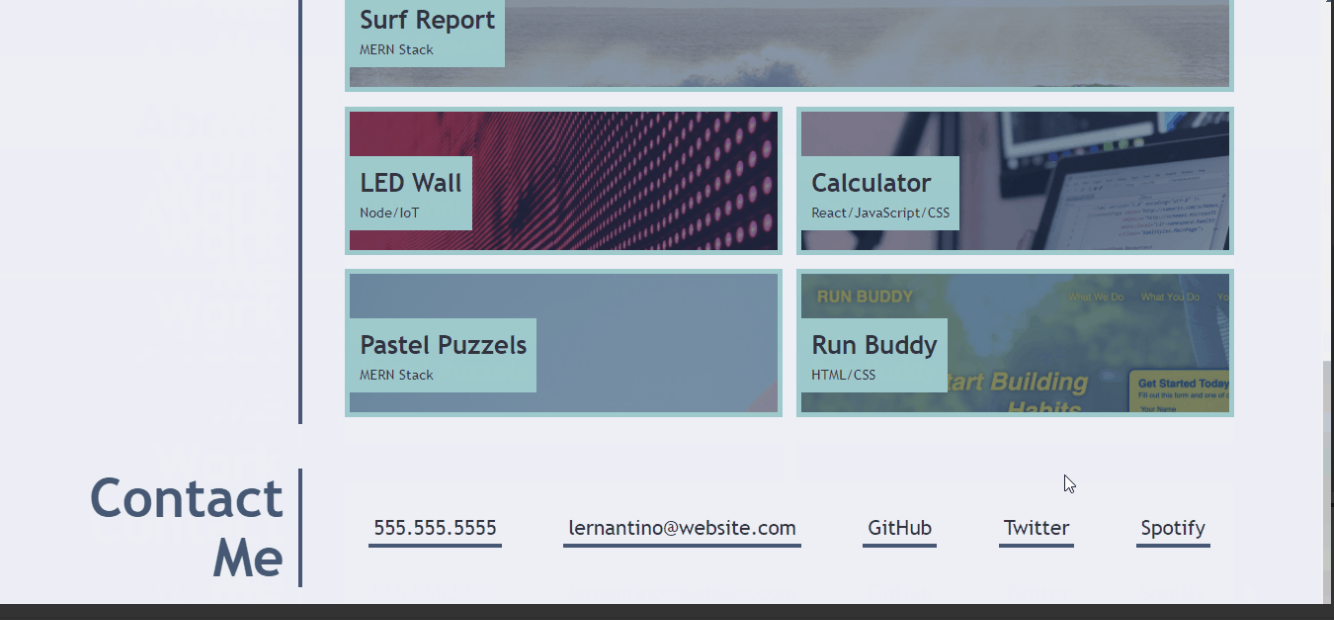 Surf Report
MERN Stack
LED Wall
Node/IoT
Calculator
React/JavaScript/CSS
Pastel Puzzels
MERN Stack
RUN BUDDY
What We Do What You Do Yo
Run Buddy
HTML/CSS
tart Building
Habits
Get Started Today
Fill out this form and one of
Your Name
Contact
Me
555.555.5555
lernantino@website.com
GitHub
Twitter
Spotify